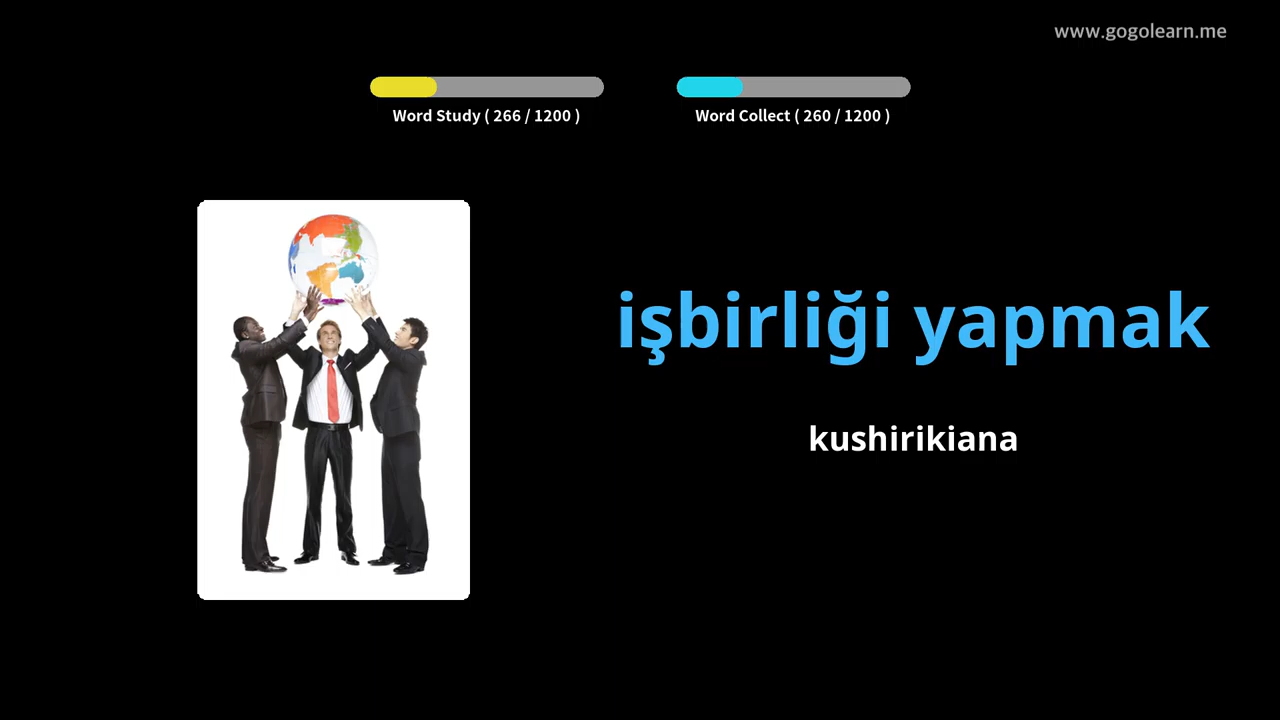 www.gogolearn.me
Word Study ( 266 / 1200 )
Word Collect ( 260 / 1200 )
işbirliği yapmak
kushirikiana